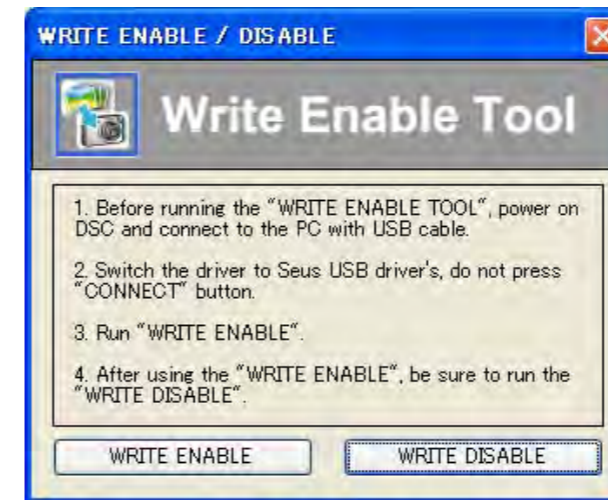 WRITE ENABLE / DISABLE
Write Enable Tool
1. Before running the "WRITE ENABLE TOOL", power on
DSC and connect to the PC with USB cable.
2. Switch the driver to Seus USB driver's, do not press
"CONNECT" button.
3. Run "WRITE ENABLE".
4. After using the "WRITE ENABLE", be sure to run the
"WRITE DISABLE".
WRITE ENABLE
WRITE DISABLE